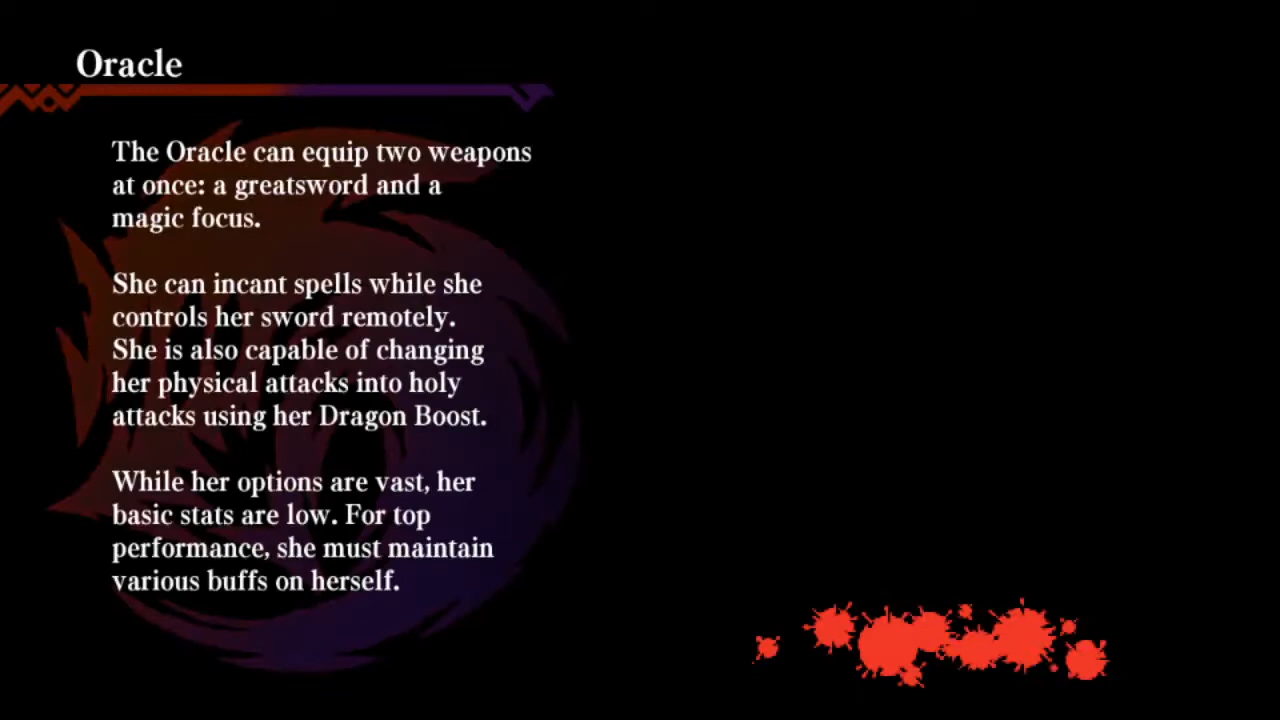 Oracle
The Oracle can equip two weapons
at once: a greatsword and a
magic focus.
She can incant spells while she
controls her sword remotely.
She is also capable of changing
her physical attacks into holy
attacks using her Dragon Boost.
While her options are vast, her
basic stats are low. For top
performance, she must maintain
various buffs on herself.